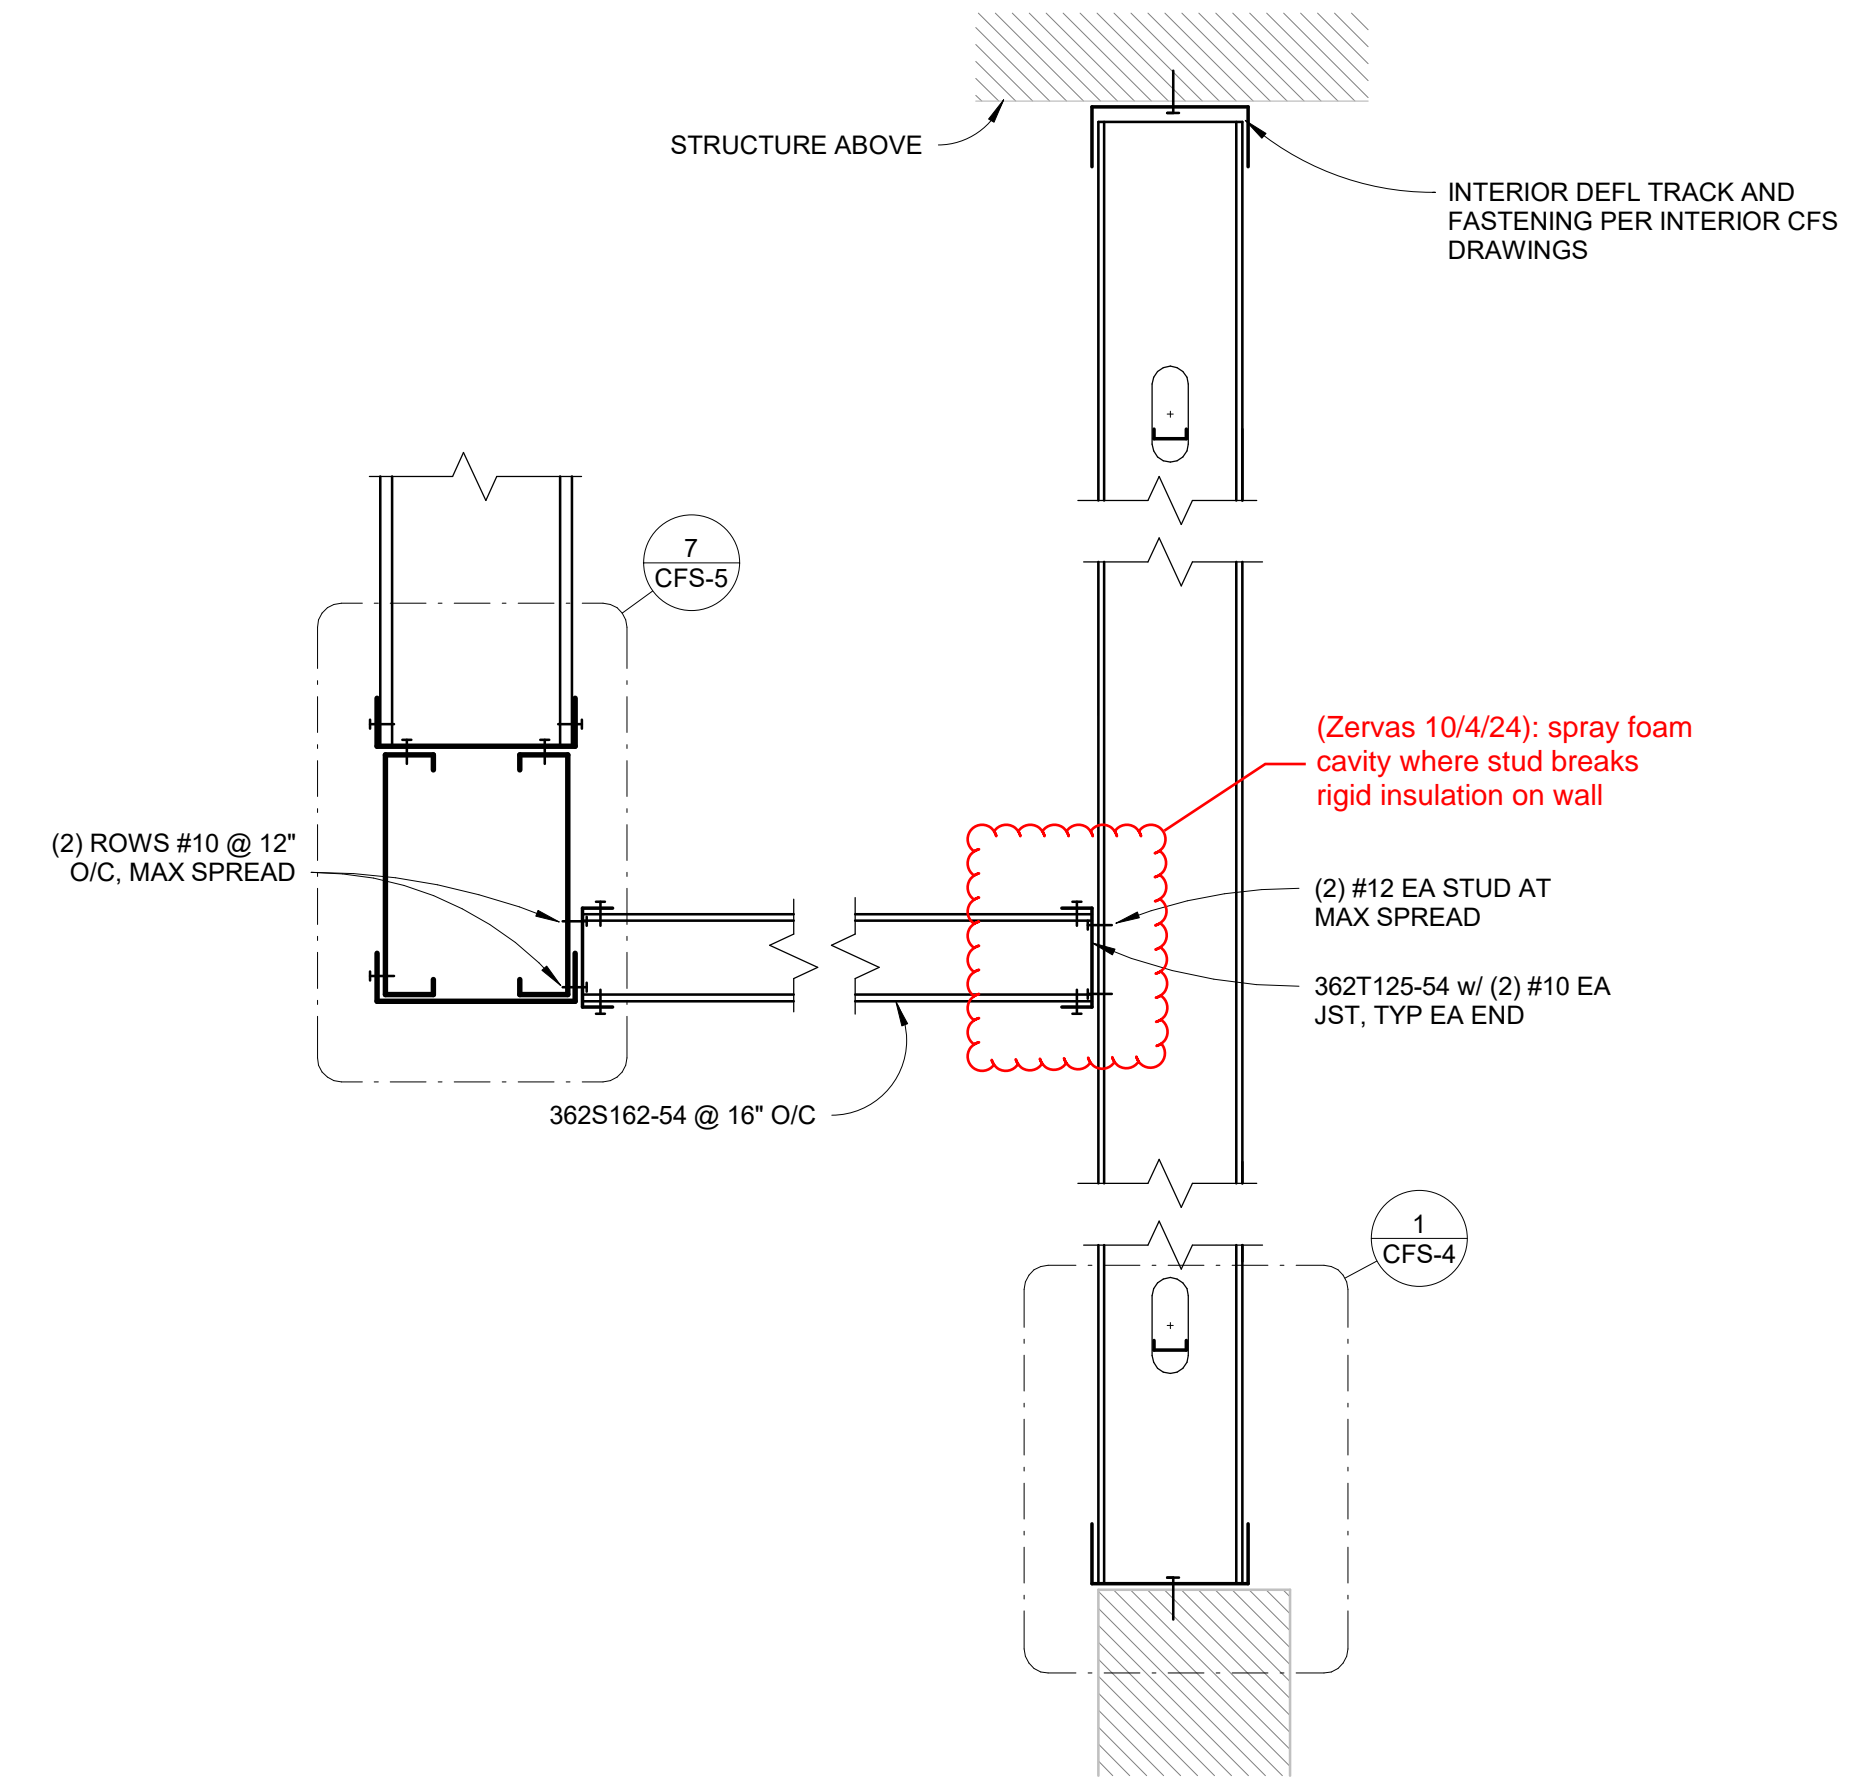 STRUCTURE ABOVE
INTERIOR DEFL TRACK AND
FASTENING PER INTERIOR CFS
DRAWINGS
7
CFS-5
(Zervas 10/4/24): spray foam
cavity where stud breaks
rigid insulation on wall
(2) ROWS #10 @ 12"
O/C, MAX SPREAD
(2) #12 EA STUD AT
MAX SPREAD
362T125-54 w/ (2) #10 EA
JST, TYP EA END
362S162-54 @ 16" O/C
1
CFS-4